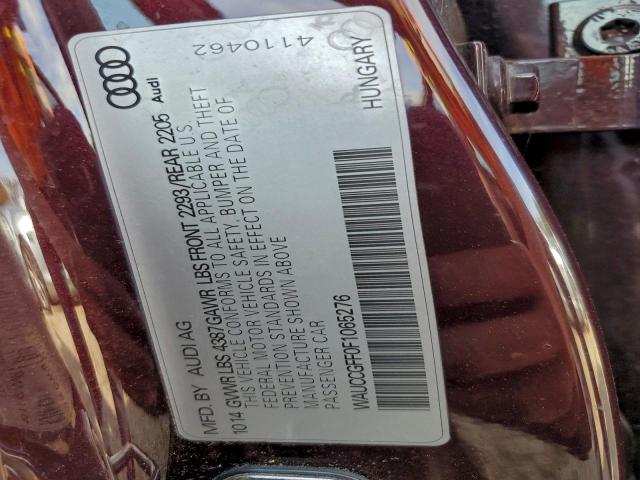 Audi
4110462
MFD. BY AUDI AG
10 14 GVWR LBS 4387 GAWR LBS FRONT 2293/REAR 2205
THIS VEHICLE CONFORMS TO ALL APPLICABLE U.S.
FEDERAL MOTOR VEHICLE SAFETY, BUMPER AND THEFT
PREVENTION STANDARDS IN EFFECT ON THE DATE OF
MANUFACTURE SHOWN ABOVE
PASSENGER CAR
WAUCCGFF0F1065276
HUNGARY